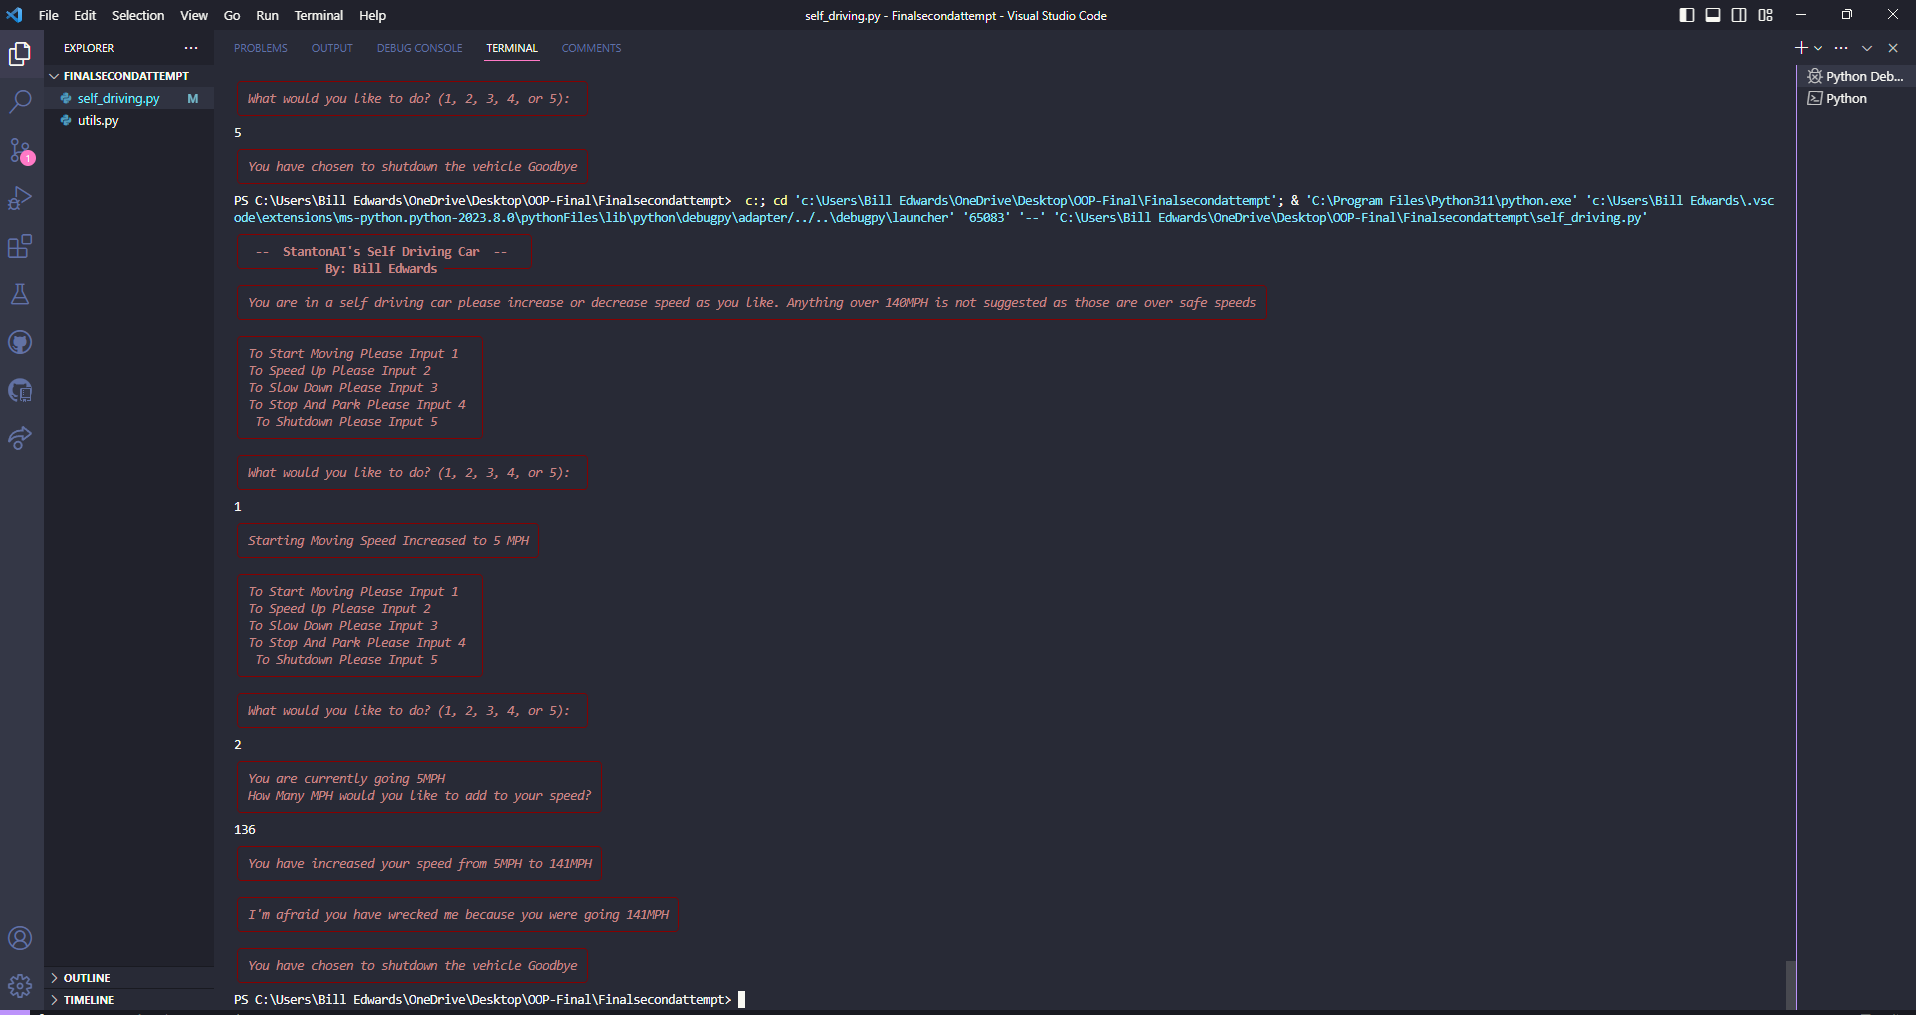 File Edit Selection View Go Run Terminal Help
self_driving.py - Finalsecondattempt - Visual Studio Code
EXPLORER
FINALSECONDATTEMPT
self_driving.py M
utils.py
1
OUTLINE
TIMELINE
PROBLEMS OUTPUT DEBUG CONSOLE TERMINAL COMMENTS
What would you like to do? (1, 2, 3, 4, or 5):
5
You have chosen to shutdown the vehicle Goodbye
PS C:\Users\Bill Edwards\OneDrive\Desktop\OOP-Final\Finalsecondattempt>  c:; cd 'c:\Users\Bill Edwards\OneDrive\Desktop\OOP-Final\Finalsecondattempt'; & 'C:\Program Files\Python311\python.exe' 'c:\Users\Bill Edwards\.vsc
ode\extensions\ms-python.python-2023.8.0\pythonFiles\lib\python\debugpy\adapter/../..\debugpy\launcher' '65083' '--' 'C:\Users\Bill Edwards\OneDrive\Desktop\OOP-Final\Finalsecondattempt\self_driving.py'
-- StantonAI's Self Driving Car --
By: Bill Edwards
You are in a self driving car please increase or decrease speed as you like. Anything over 140MPH is not suggested as those are over safe speeds
To Start Moving Please Input 1
To Speed Up Please Input 2
To Slow Down Please Input 3
To Stop And Park Please Input 4
To Shutdown Please Input 5
What would you like to do? (1, 2, 3, 4, or 5):
1
Starting Moving Speed Increased to 5 MPH
To Start Moving Please Input 1
To Speed Up Please Input 2
To Slow Down Please Input 3
To Stop And Park Please Input 4
To Shutdown Please Input 5
What would you like to do? (1, 2, 3, 4, or 5):
2
You are currently going 5MPH
How Many MPH would you like to add to your speed?
136
You have increased your speed from 5MPH to 141MPH
I'm afraid you have wrecked me because you were going 141MPH
You have chosen to shutdown the vehicle Goodbye
PS C:\Users\Bill Edwards\OneDrive\Desktop\OOP-Final\Finalsecondattempt>
Python Deb...
Python